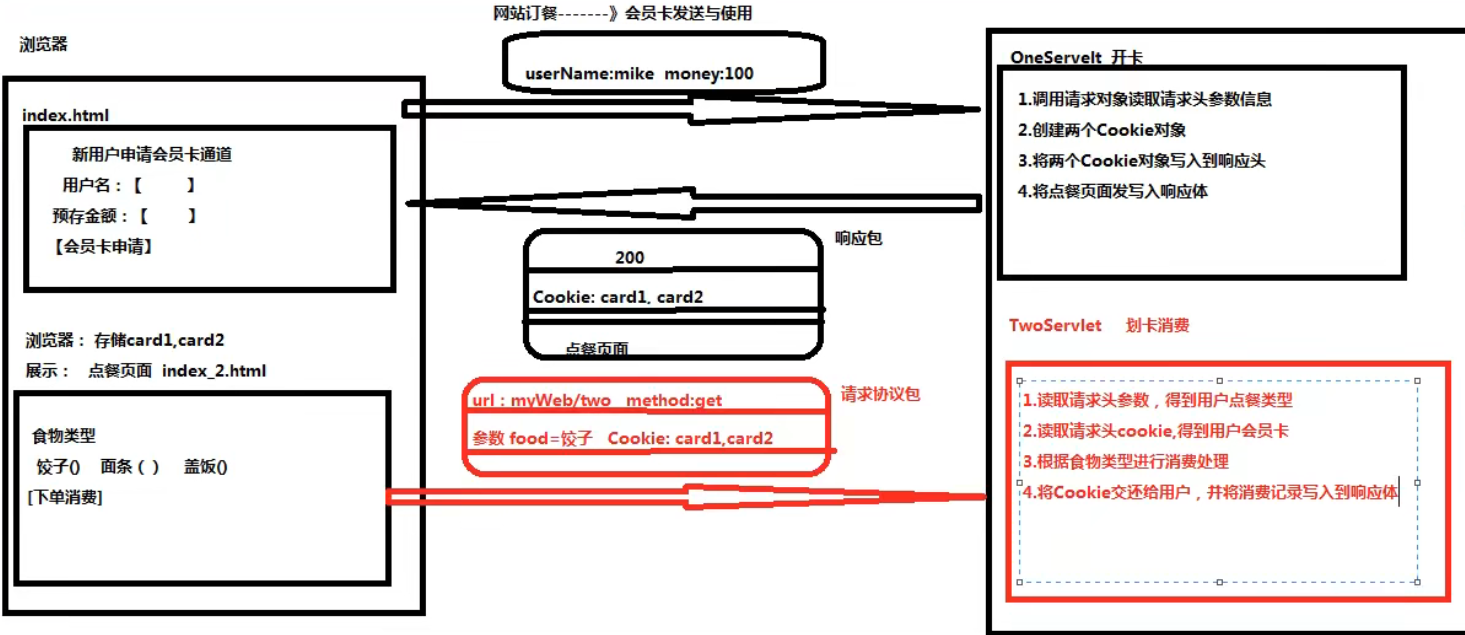 网站订餐-------》会员卡发送与使用
浏览器
userName:mike money:100
index.html
新用户申请会员卡通道
用户名：【 】
预存金额：【 】
【会员卡申请】
OneServelt 开卡
1.调用请求对象读取请求头参数信息
2.创建两个Cookie对象
3.将两个Cookie对象写入到响应头
4.将点餐页面发写入响应体
响应包
200
Cookie: card1, card2
点餐页面
浏览器： 存储card1,card2
展示： 点餐页面 index_2.html
食物类型
饺子() 面条（ ） 盖饭()
[下单消费]
请求协议包
url：myWeb/two method:get
参数 food=饺子 Cookie: card1,card2
TwoServlet 划卡消费
1.读取请求头参数，得到用户点餐类型
2.读取请求头cookie,得到用户会员卡
3.根据食物类型进行消费处理
4.将Cookie交还给用户，并将消费记录写入到响应体